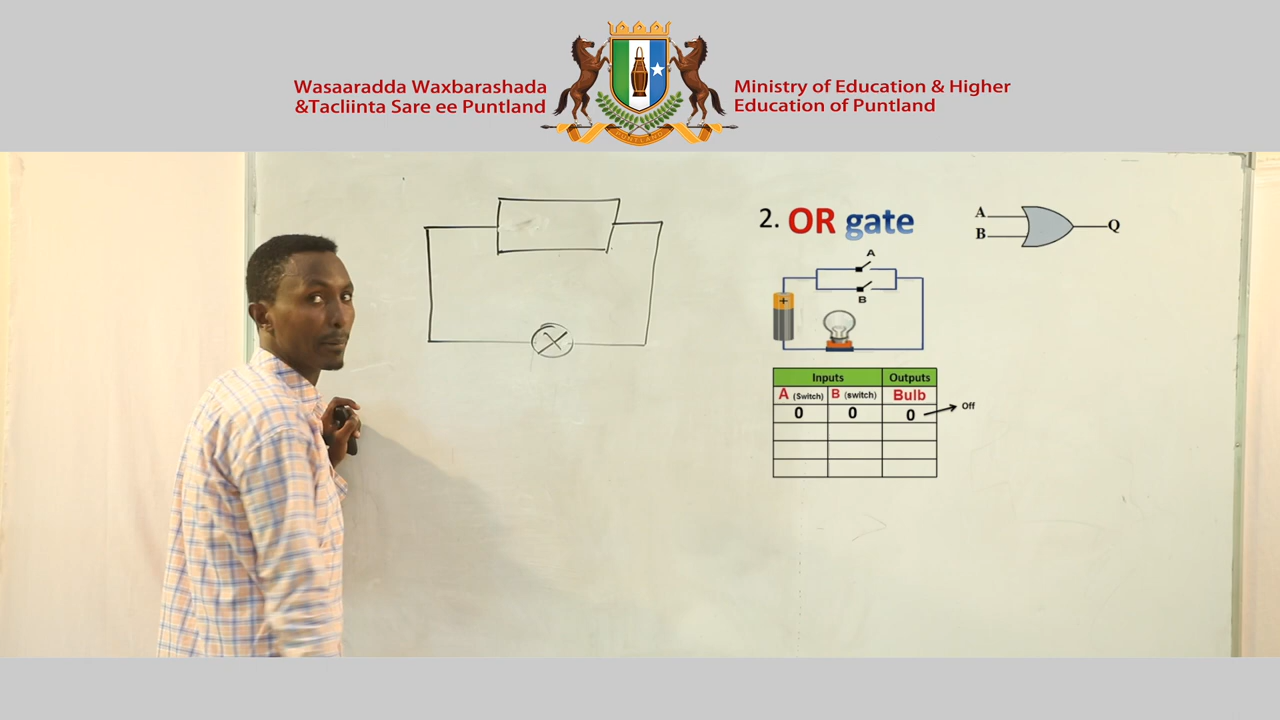 Wasaaradda Waxbarashada
&Tacliinta Sare ee Puntland
Ministry of Education & Higher
Education of Puntland
PUNTLAND
2. OR gate
A
B
Q
A
B
+
Inputs Outputs
A (Switch) B (switch) Bulb
0 0 0 Off